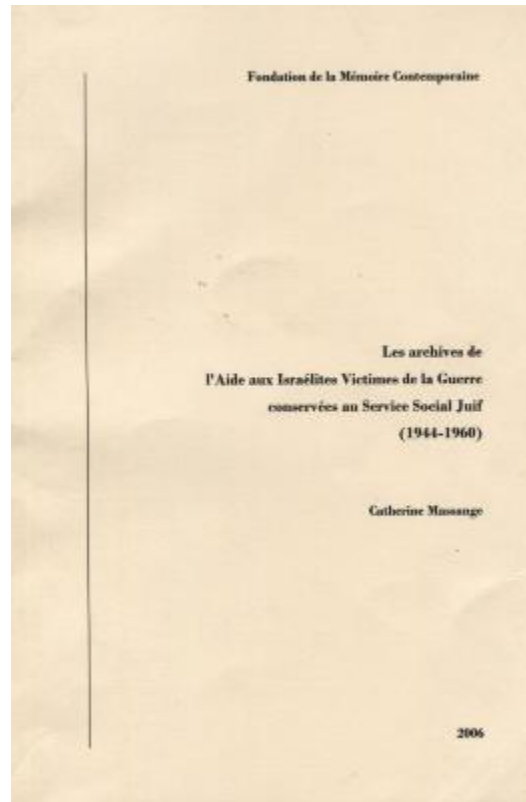 Fondation de la Mémoire Contemporaine
Les archives de
l'Aide aux Israélites Victimes de la Guerre
conservées au Service Social Juif
(1944-1960)
Catherine Massange
2006